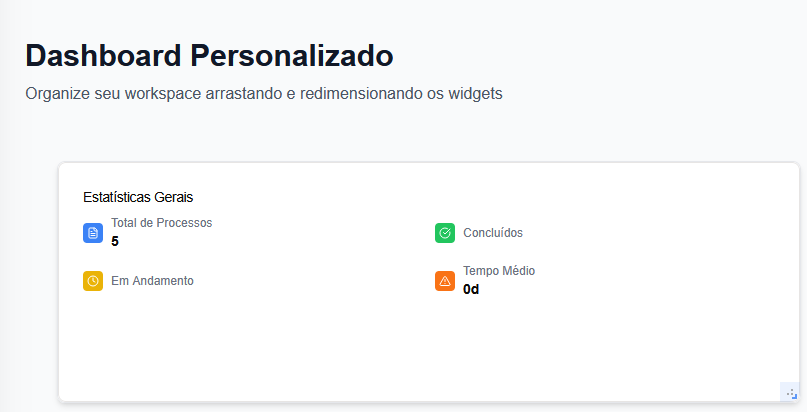 Dashboard Personalizado
Organize seu workspace arrastando e redimensionando os widgets
Estatísticas Gerais
Total de Processos
5
Concluídos
Em Andamento
Tempo Médio
0d